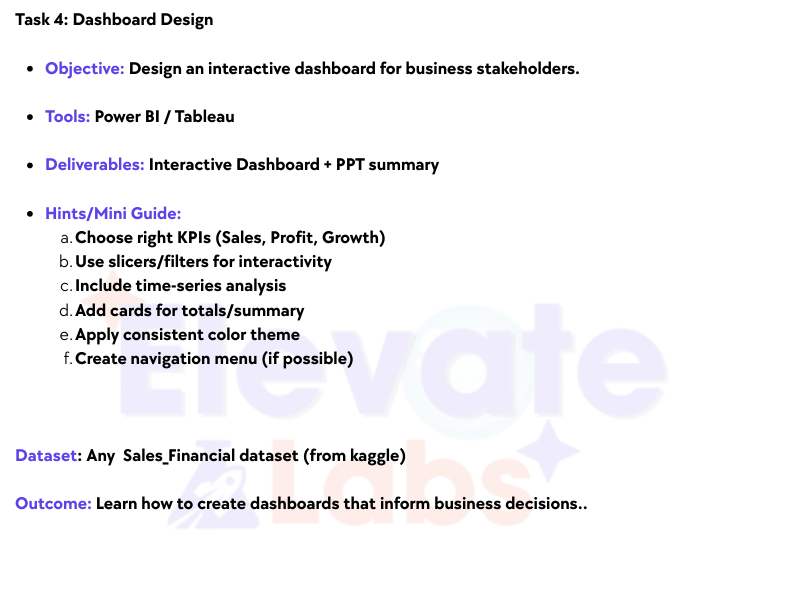 Task 4: Dashboard Design
• Objective: Design an interactive dashboard for business stakeholders.
• Tools: Power BI / Tableau
• Deliverables: Interactive Dashboard + PPT summary
• Hints/Mini Guide:
a. Choose right KPIs (Sales, Profit, Growth)
b. Use slicers/filters for interactivity
c. Include time-series analysis
d. Add cards for totals/summary
e. Apply consistent color theme
f. Create navigation menu (if possible)
Elevate
Labs
Dataset: Any  Sales_Financial dataset (from kaggle)
Outcome: Learn how to create dashboards that inform business decisions..